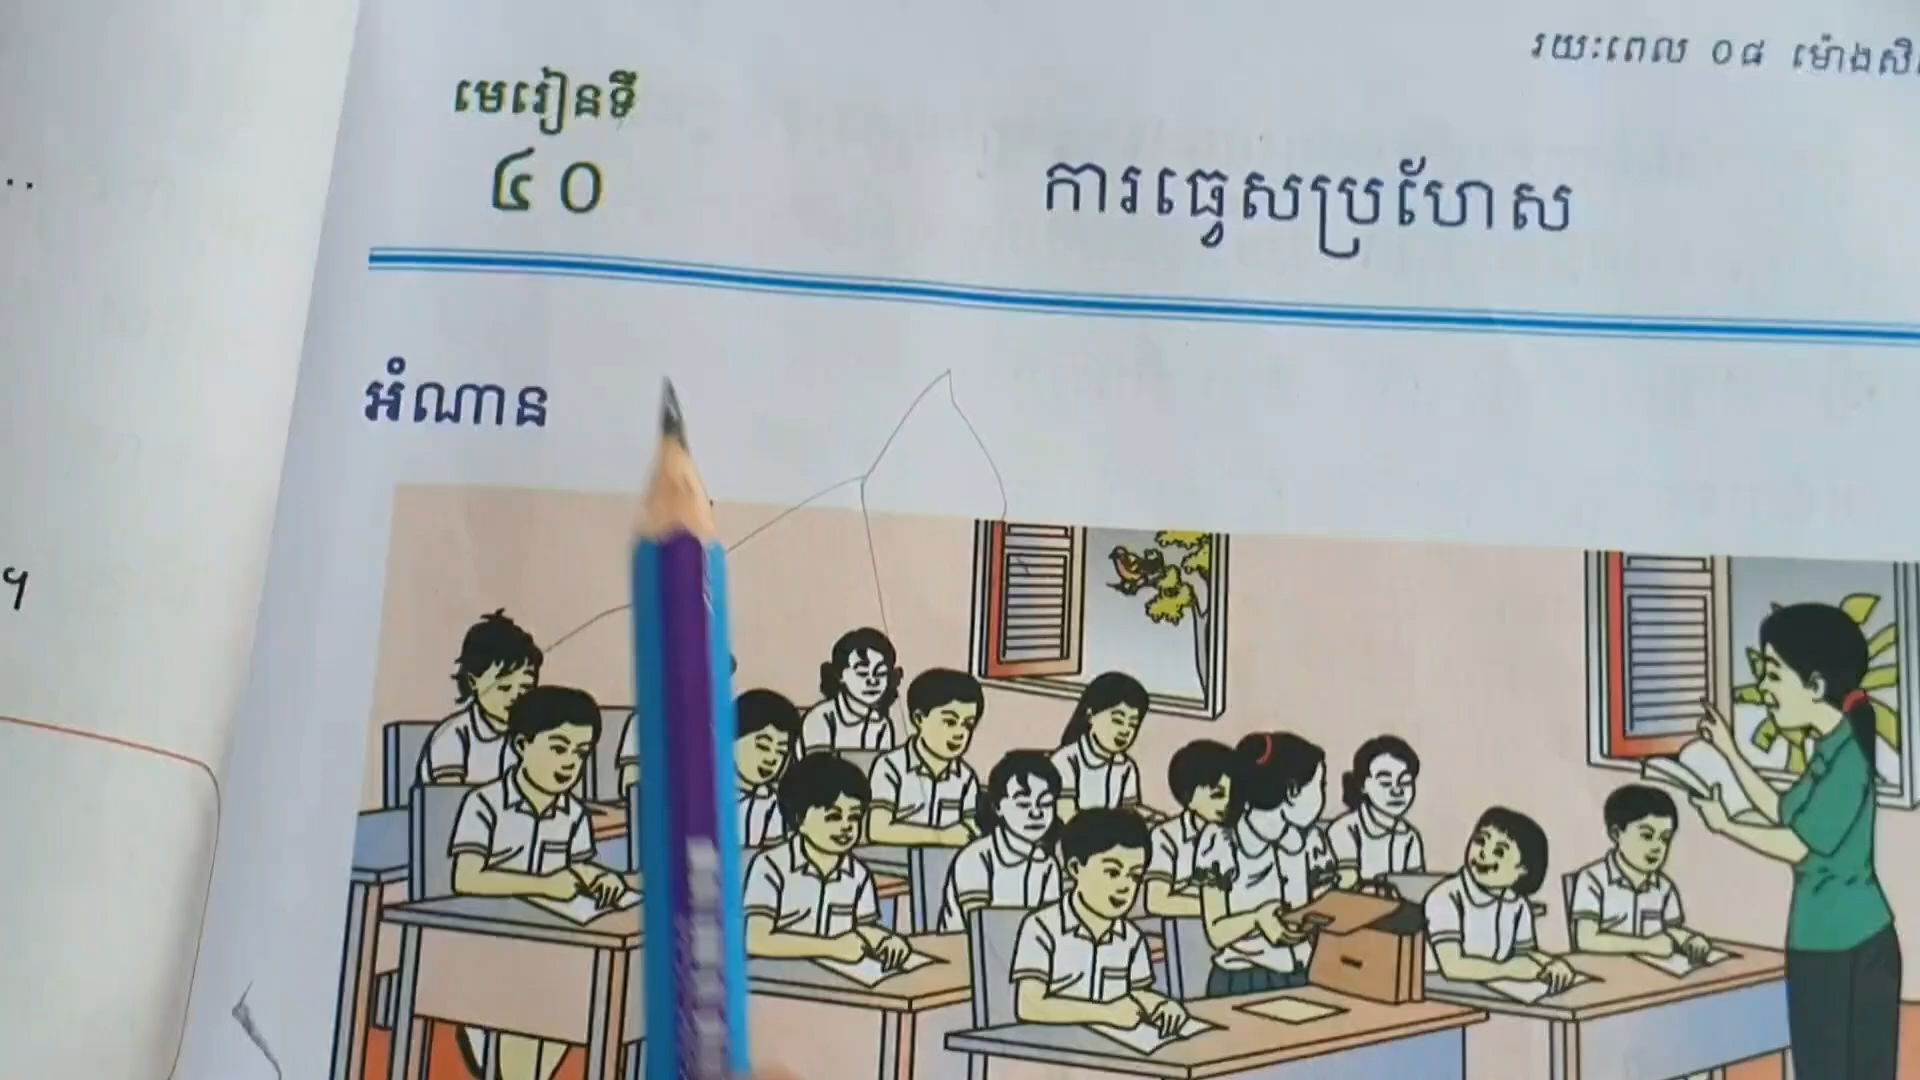 រយៈពេល ០៨ ម៉ោងសិ
មេរៀនទី
៤០
ការធ្វេសប្រហែស
អំណាន
។